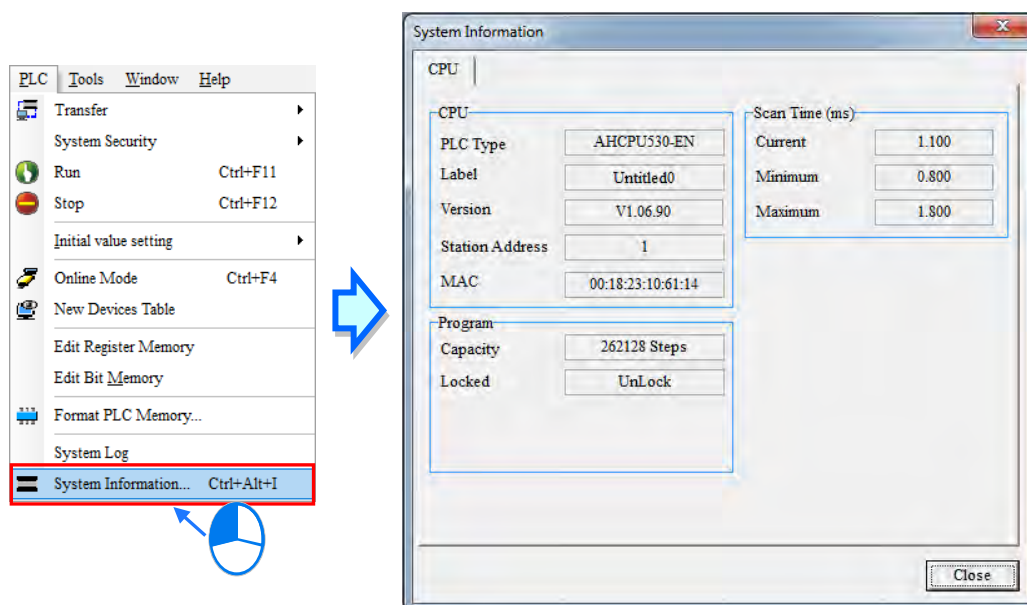 PLC Tools Window Help
Transfer
System Security
Run Ctrl+F11
Stop Ctrl+F12
Initial value setting
Online Mode Ctrl+F4
New Devices Table
Edit Register Memory
Edit Bit Memory
Format PLC Memory...
System Log
System Information... Ctrl+Alt+I
System Information
x
CPU
CPU
PLC Type AHCPU530-EN
Label Untitled0
Version V1.06.90
Station Address 1
MAC 00:18:23:10:61:14
Program
Capacity 262128 Steps
Locked UnLock
Scan Time (ms)
Current 1.100
Minimum 0.800
Maximum 1.800
Close